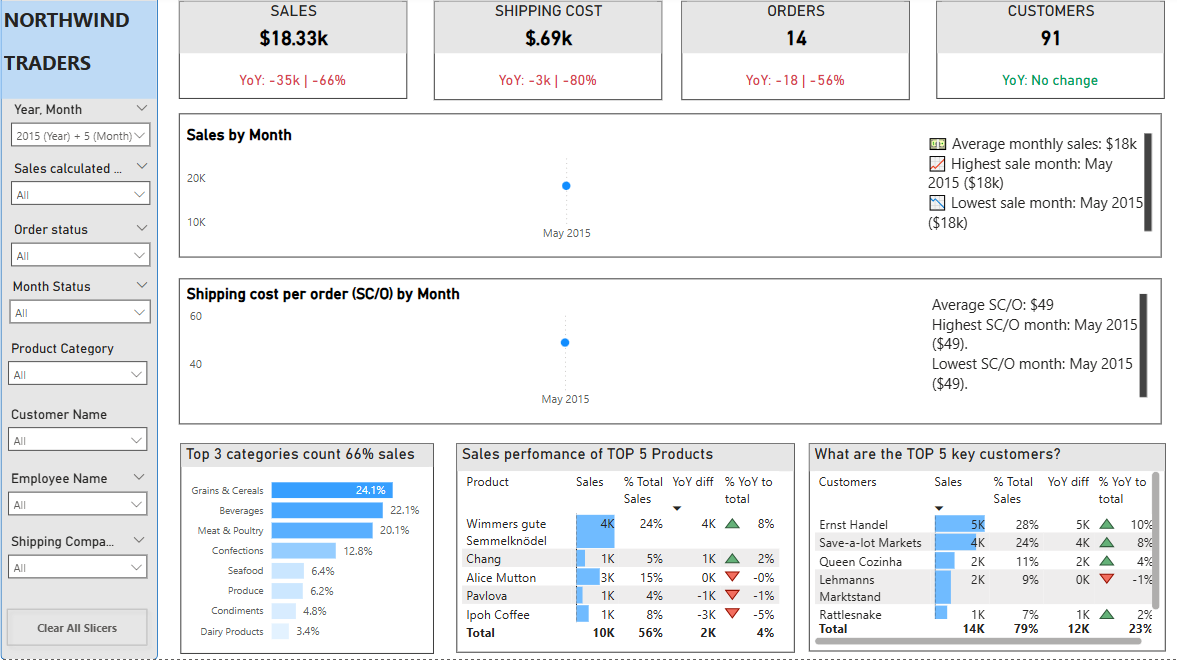 NORTHWIND
TRADERS
Year, Month
2015 (Year) + 5 (Month)
Sales calculated ...
All
Order status
All
Month Status
All
Product Category
All
Customer Name
All
Employee Name
All
Shipping Compa...
All
Clear All Slicers
SALES
$18.33k
YoY: -35k | -66%
SHIPPING COST
$.69k
YoY: -3k | -80%
ORDERS
14
YoY: -18 | -56%
CUSTOMERS
91
YoY: No change
Sales by Month
20K
10K
May 2015
Average monthly sales: $18k
Highest sale month: May
2015 ($18k)
Lowest sale month: May 2015
($18k)
Shipping cost per order (SC/O) by Month
60
40
May 2015
Average SC/O: $49
Highest SC/O month: May 2015
($49).
Lowest SC/O month: May 2015
($49).
Top 3 categories count 66% sales
Grains & Cereals 24.1%
Beverages 22.1%
Meat & Poultry 20.1%
Confections 12.8%
Seafood 6.4%
Produce 6.2%
Condiments 4.8%
Dairy Products 3.4%
Sales perfomance of TOP 5 Products
Product Sales % Total YoY diff % YoY to
Sales total
Wimmers gute 4K 24% 4K 8%
Semmelknödel
Chang 1K 5% 1K 2%
Alice Mutton 3K 15% 0K -0%
Pavlova 1K 4% -1K -1%
Ipoh Coffee 1K 8% -3K -5%
Total 10K 56% 2K 4%
What are the TOP 5 key customers?
Customers Sales % Total YoY diff % YoY to
Sales total
Ernst Handel 5K 28% 5K 10%
Save-a-lot Markets 4K 24% 4K 8%
Queen Cozinha 2K 11% 2K 4%
Lehmanns 2K 9% 0K -1%
Marktstand
Rattlesnake 1K 7% 1K 2%
Total 14K 79% 12K 23%